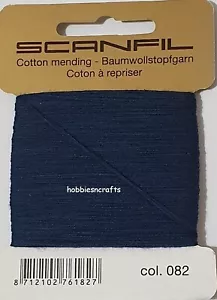 SCANFIL
Cotton mending - Baumwollstopfgarn
Coton à repriser
hobbiesncrafts
col. 082
8 712102 761827